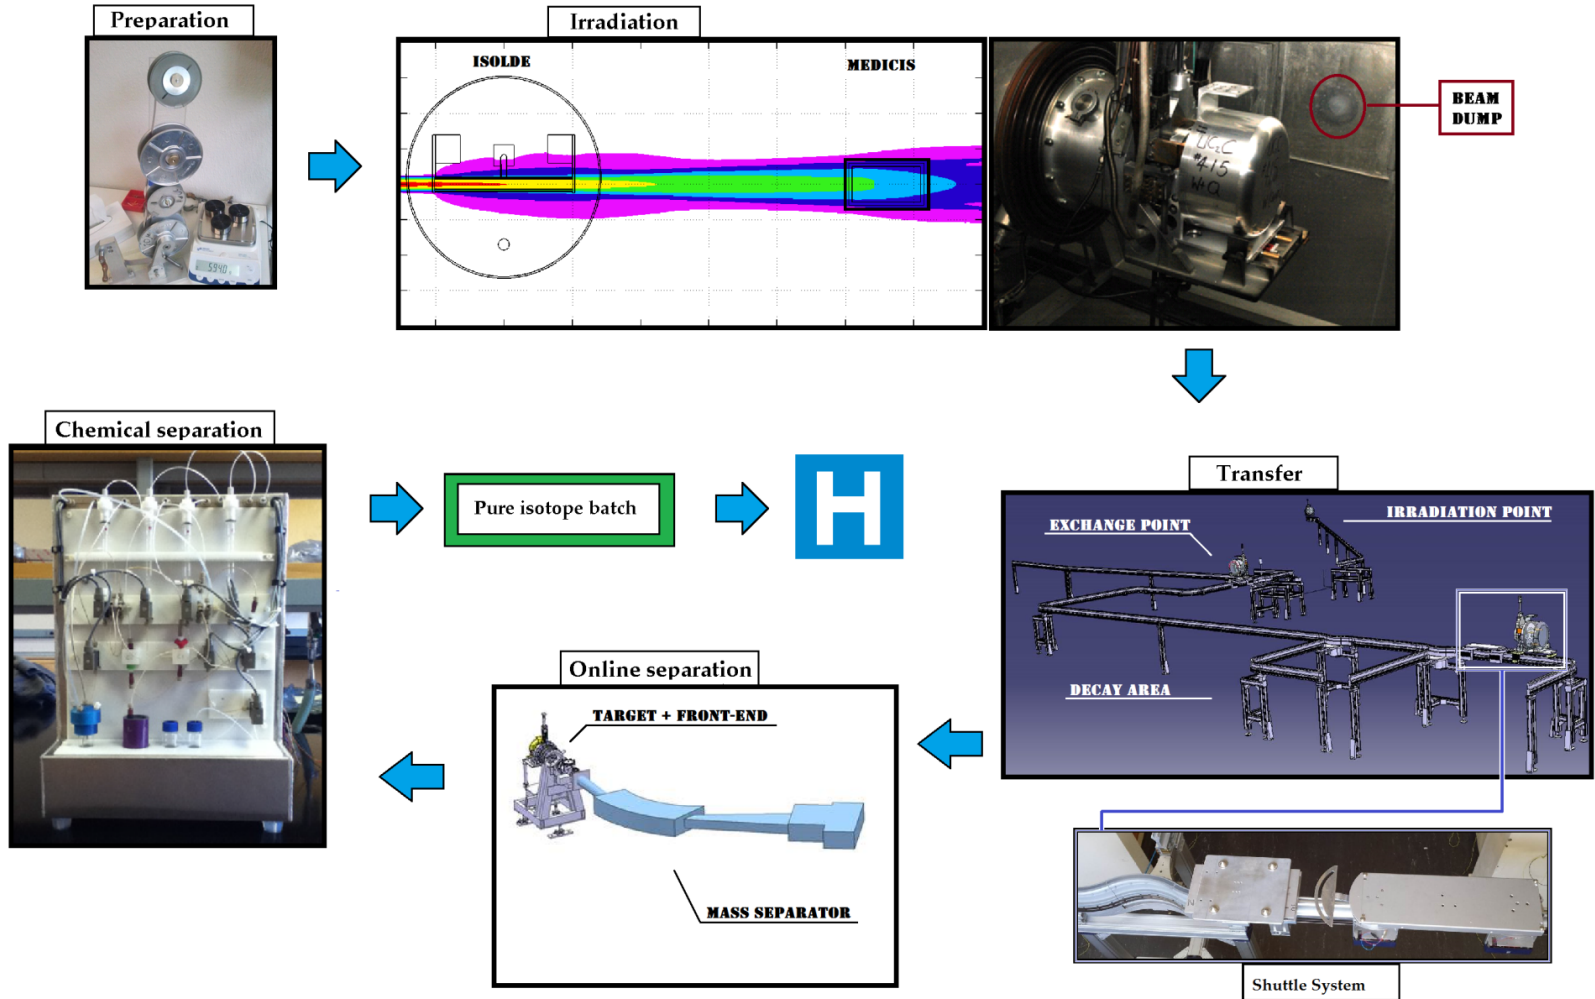 Preparation
Irradiation
ISOLDE
MEDICIS
BEAM
DUMP
UC₂C
Chemical separation
Pure isotope batch
H
Transfer
EXCHANGE POINT
IRRADIATION POINT
DECAY AREA
Online separation
TARGET + FRONT-END
MASS SEPARATOR
Shuttle System